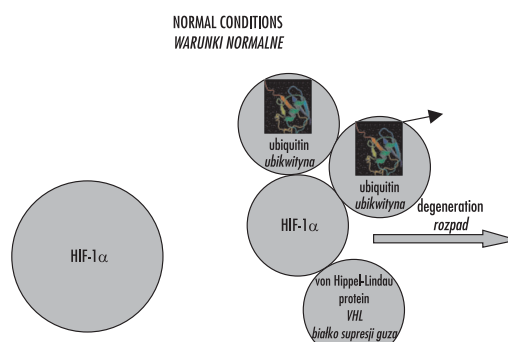 NORMAL CONDITIONS
WARUNKI NORMALNE
ubiquitin
ubikwityna
ubiquitin
ubikwityna
degeneration
rozpad
HIF-1α
HIF-1α
von Hippel-Lindau
protein
VHL
białko supresji guza